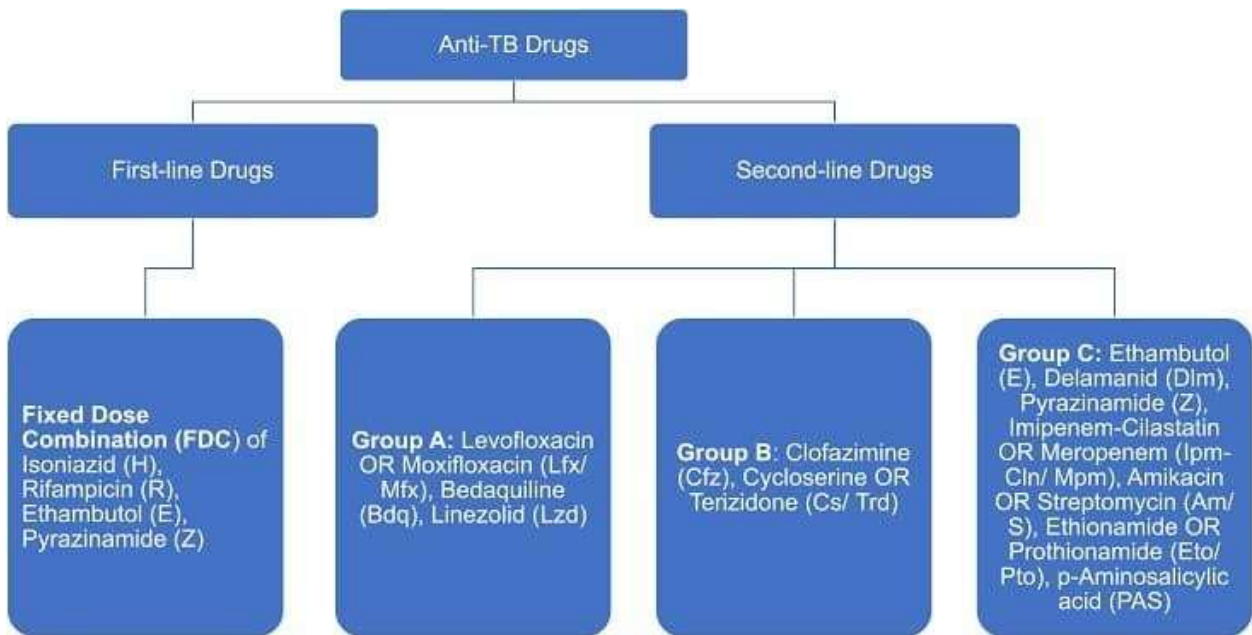 Anti-TB Drugs
First-line Drugs
Second-line Drugs
Fixed Dose
Combination (FDC) of
Isoniazid (H),
Rifampicin (R),
Ethambutol (E),
Pyrazinamide (Z)
Group A: Levofloxacin
OR Moxifloxacin (Lfx/
Mfx), Bedaquiline
(Bdq), Linezolid (Lzd)
Group B: Clofazimine
(Cfz), Cycloserine OR
Terizidone (Cs/ Trd)
Group C: Ethambutol
(E), Delamanid (Dlm),
Pyrazinamide (Z),
Imipenem-Cilastatin
OR Meropenem (Ipm-
Cln/ Mpm), Amikacin
OR Streptomycin (Am/
S), Ethionamide OR
Prothionamide (Eto/
Pto), p-Aminosalicylic
acid (PAS)